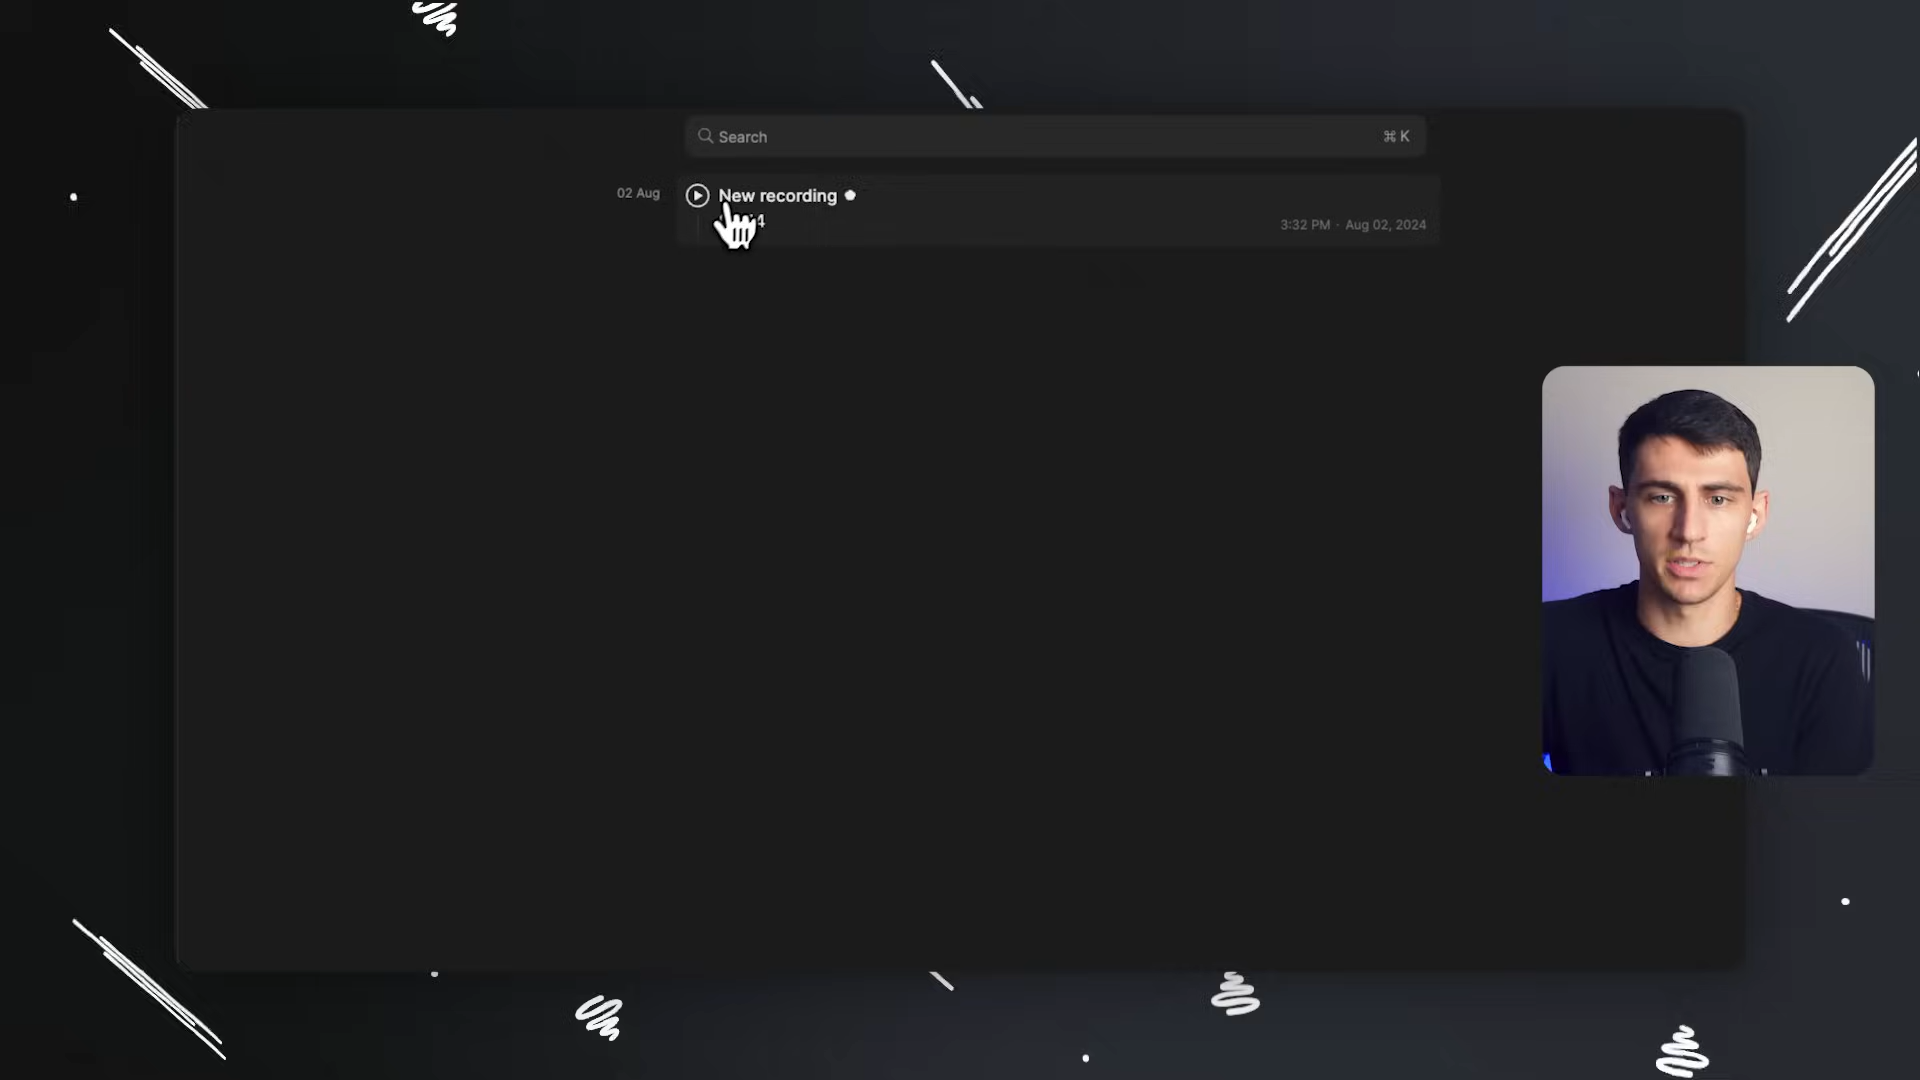 Search ⌘ K
02 Aug New recording
3:32 PM · Aug 02, 2024